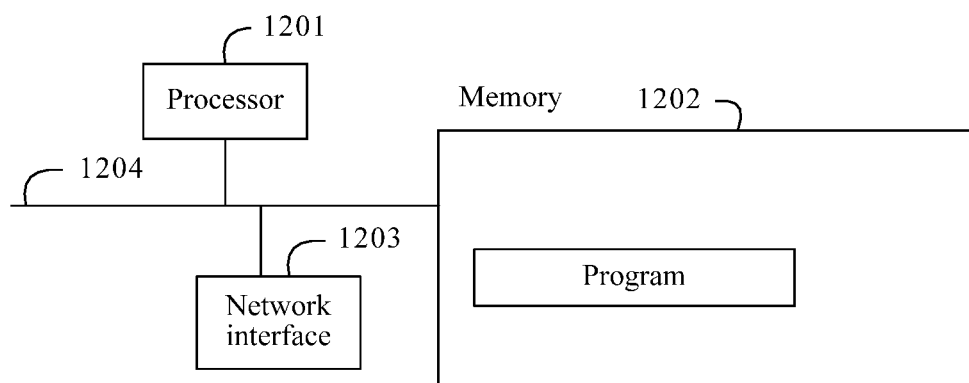 1201
Processor
Memory
1202
1204
1203
Network
interface
Program